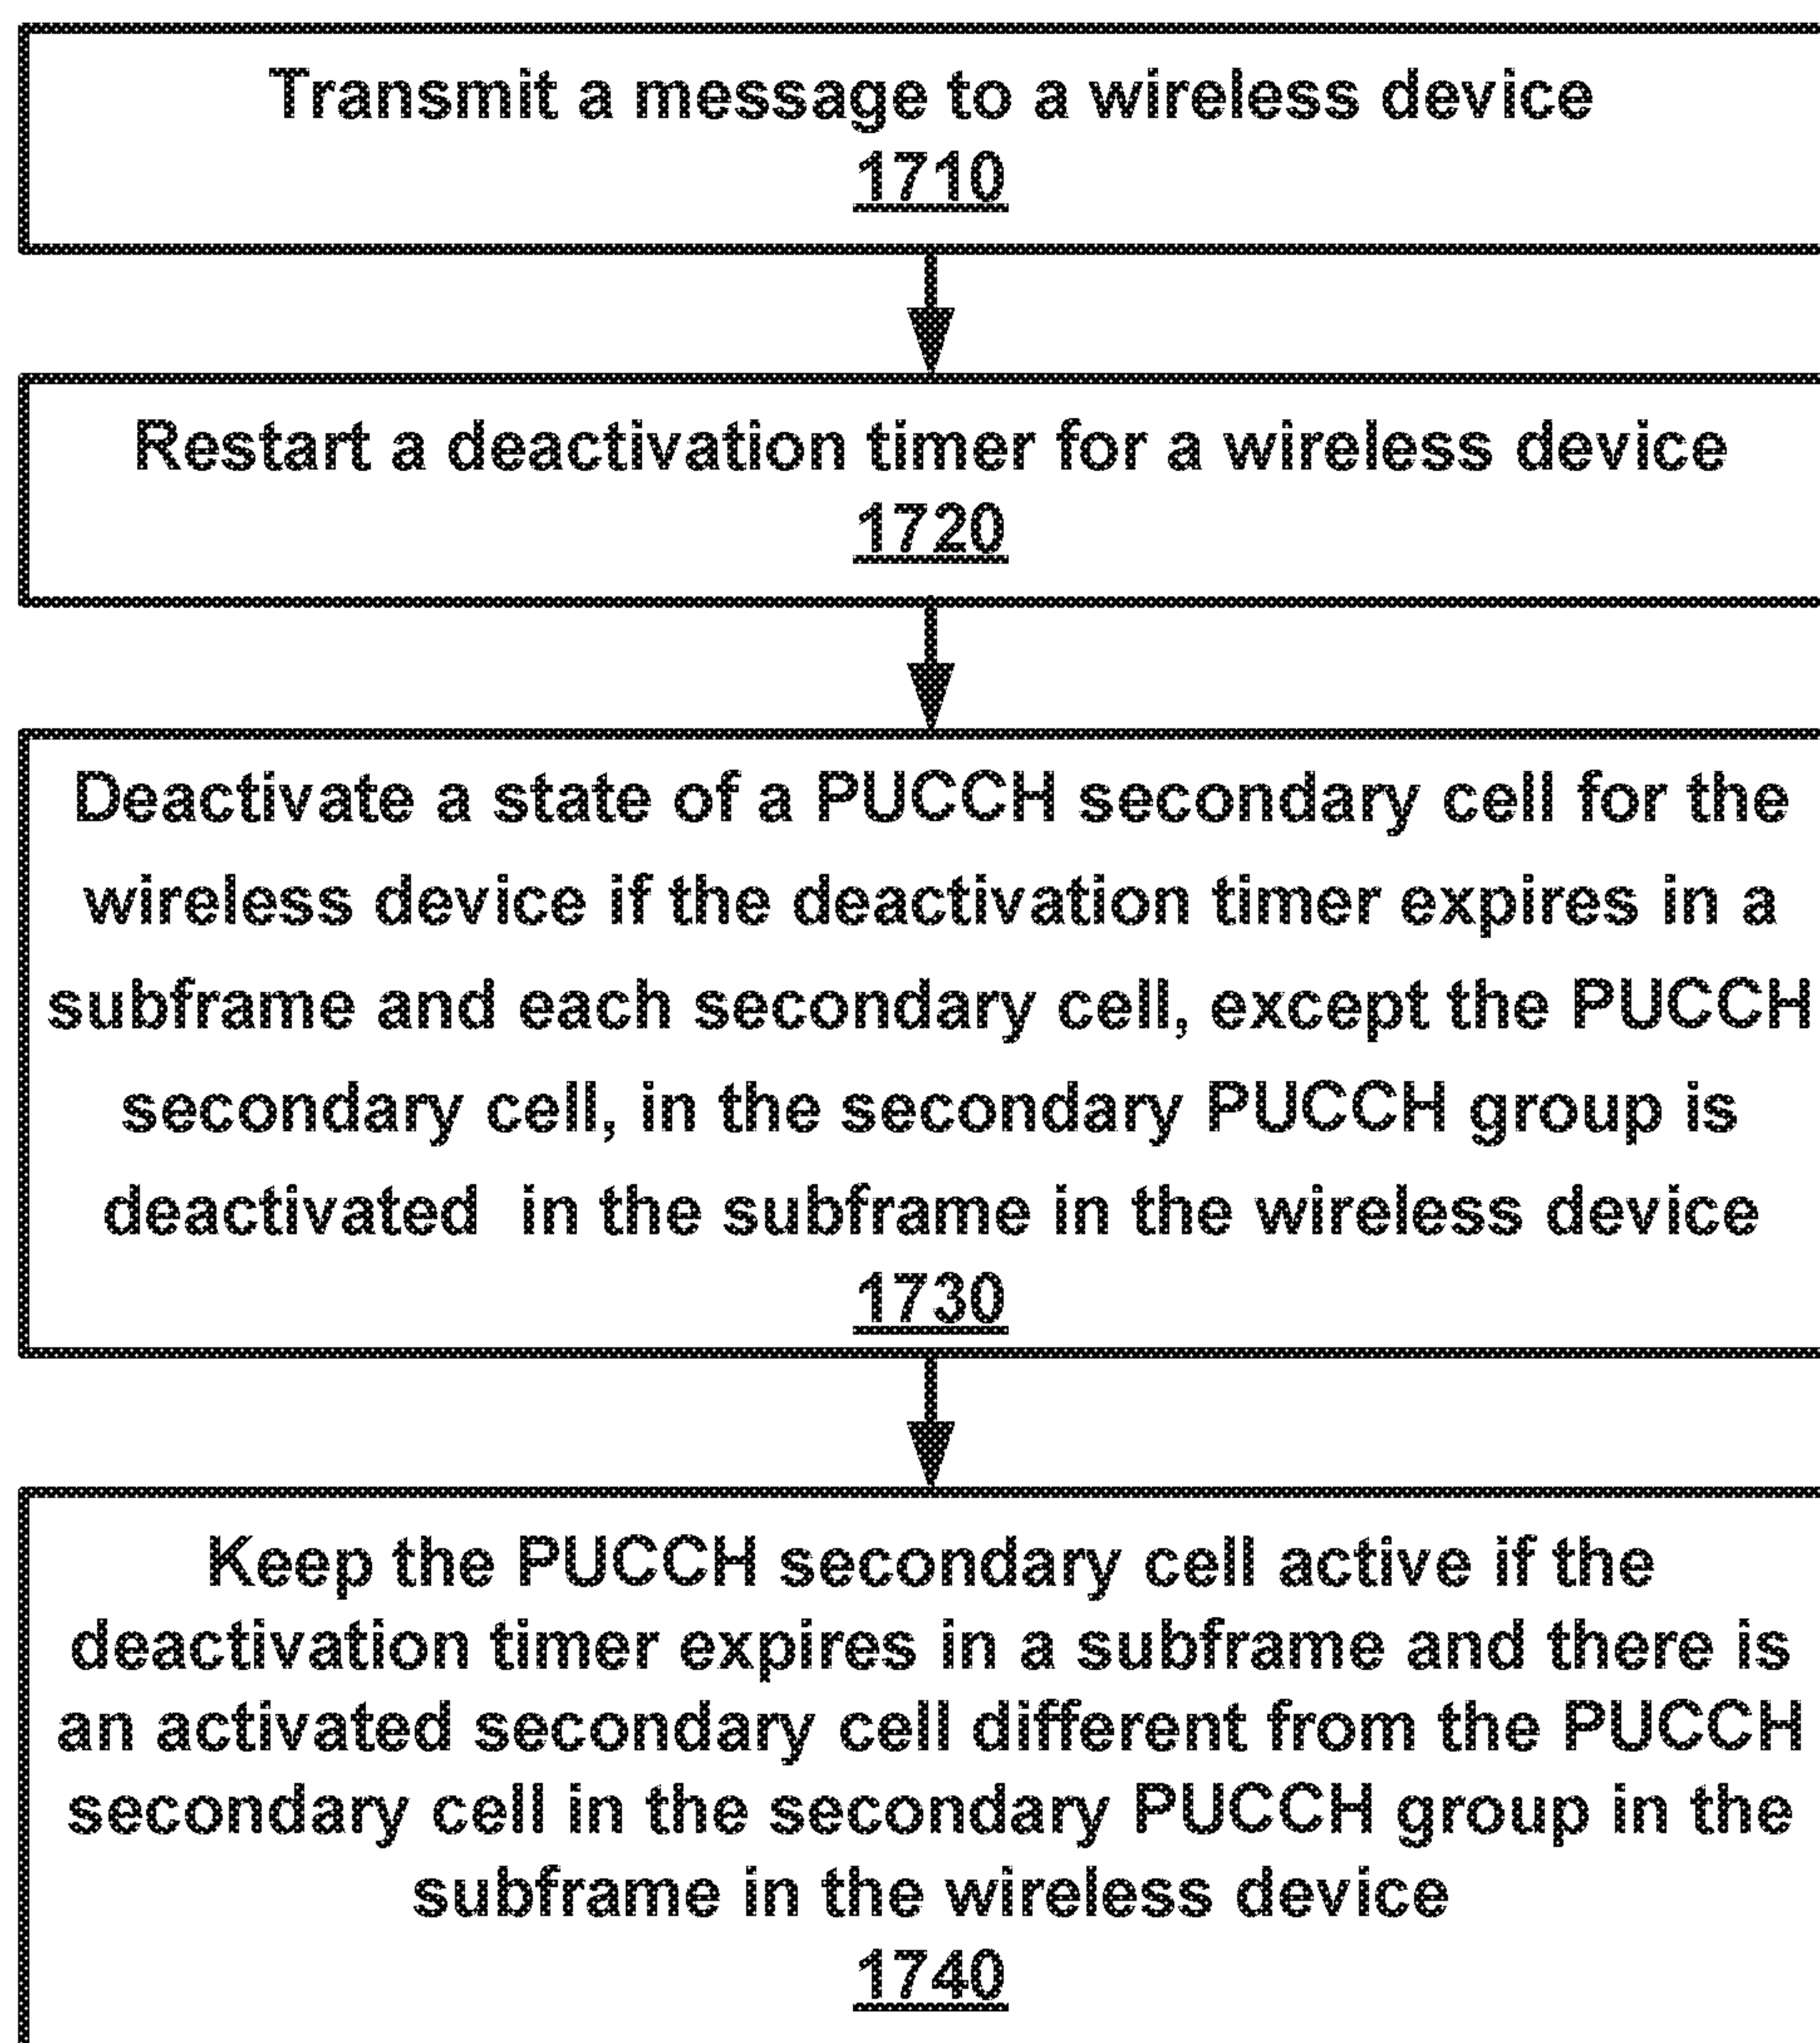 Transmit a message to a wireless device
1710
Restart a deactivation timer for a wireless device
1720
Deactivate a state of a PUCCH secondary cell for the
wireless device if the deactivation timer expires in a
subframe and each secondary cell, except the PUCCH
secondary cell, in the secondary PUCCH group is
deactivated in the subframe in the wireless device
1730
Keep the PUCCH secondary cell active if the
deactivation timer expires in a subframe and there is
an activated secondary cell different from the PUCCH
secondary cell in the secondary PUCCH group in the
subframe in the wireless device
1740